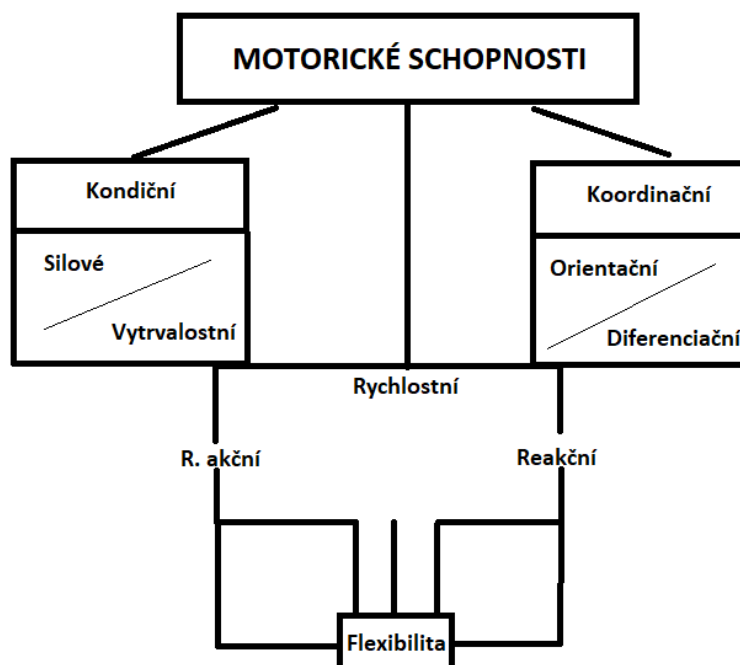 MOTORICKÉ SCHOPNOSTI
Kondiční
Koordinační
Silové
Vytrvalostní
Orientační
Diferenciační
Rychlostní
R. akční
Reakční
Flexibilita